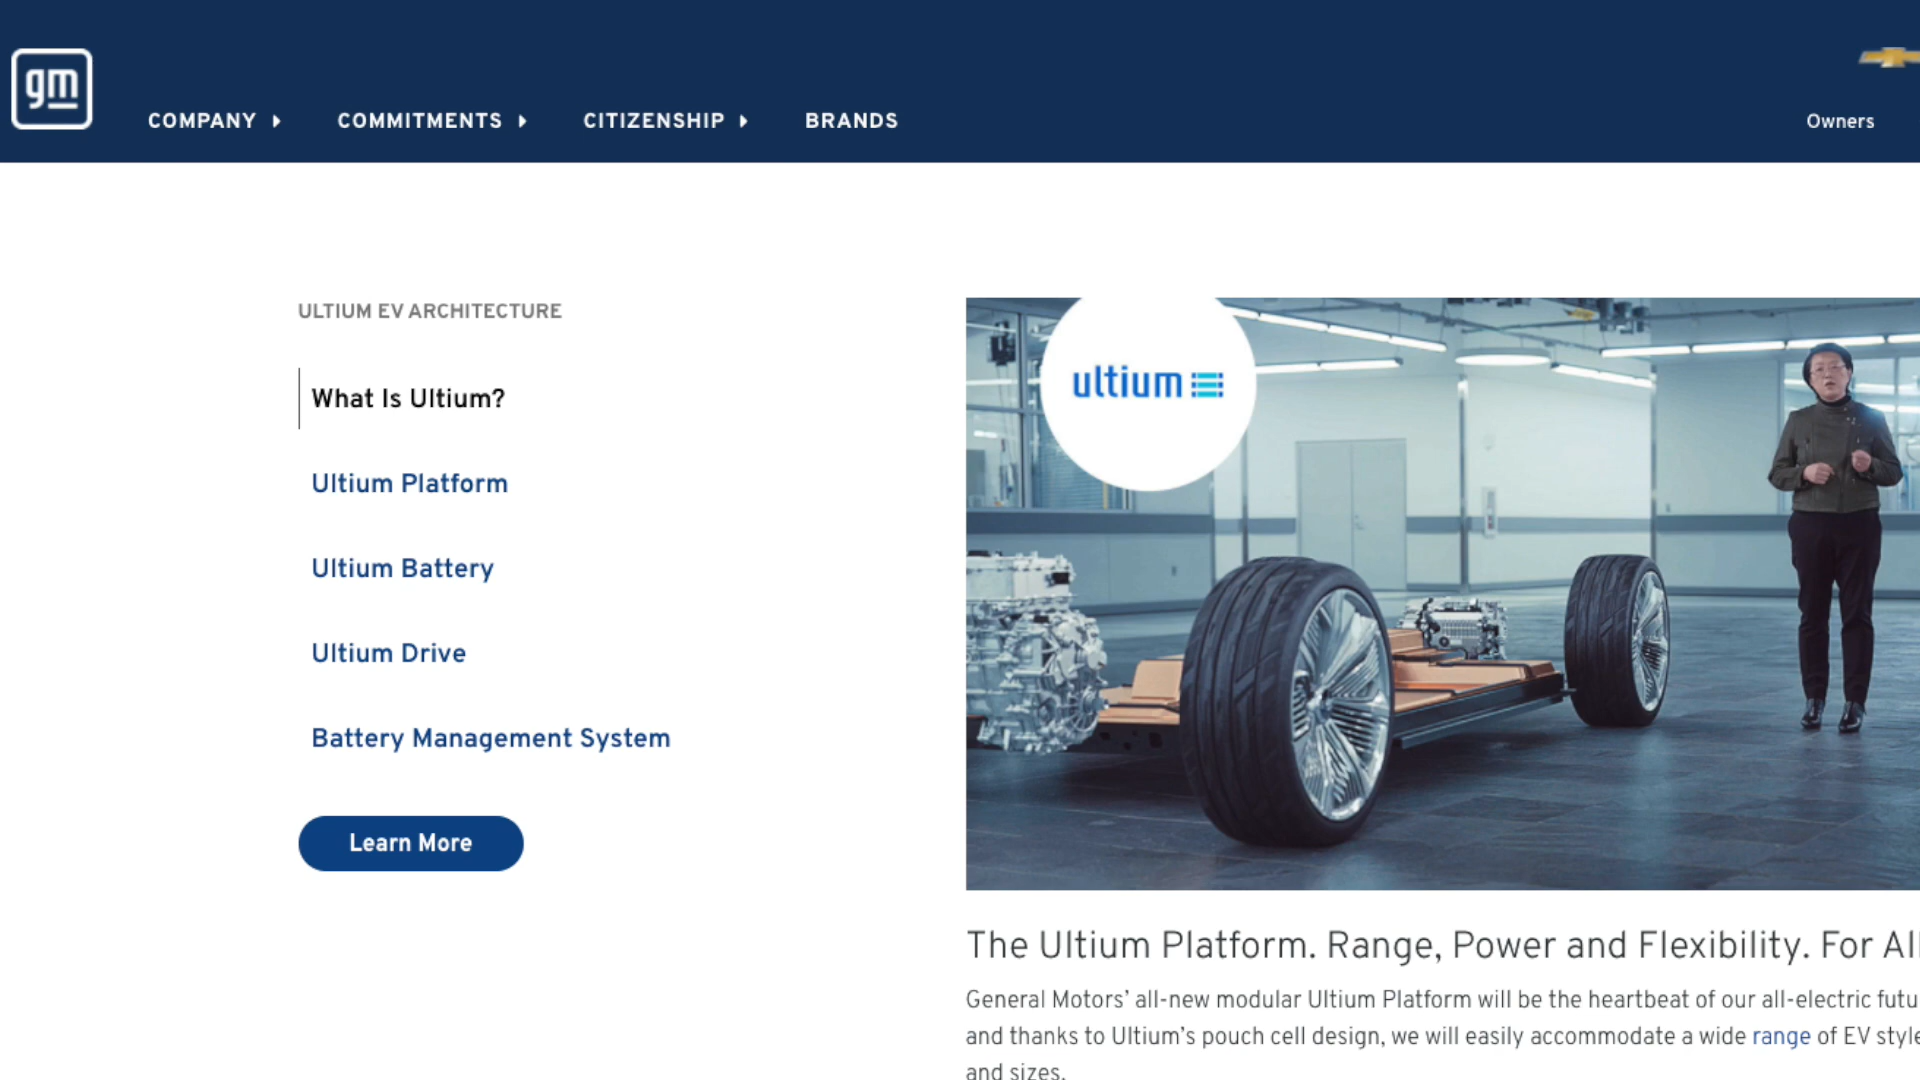 gm
COMPANY
COMMITMENTS
CITIZENSHIP
BRANDS
Owners
ULTIUM EV ARCHITECTURE
What Is Ultium?
Ultium Platform
Ultium Battery
Ultium Drive
Battery Management System
Learn More
ultium
The Ultium Platform. Range, Power and Flexibility. For All
General Motors’ all-new modular Ultium Platform will be the heartbeat of our all-electric futu
and thanks to Ultium’s pouch cell design, we will easily accommodate a wide range of EV style
and sizes.